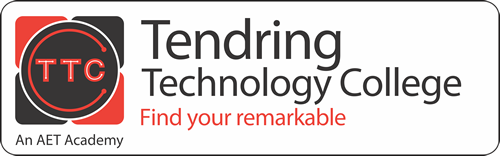 TTC
An AET Academy
Tendring
Technology College
Find your remarkable